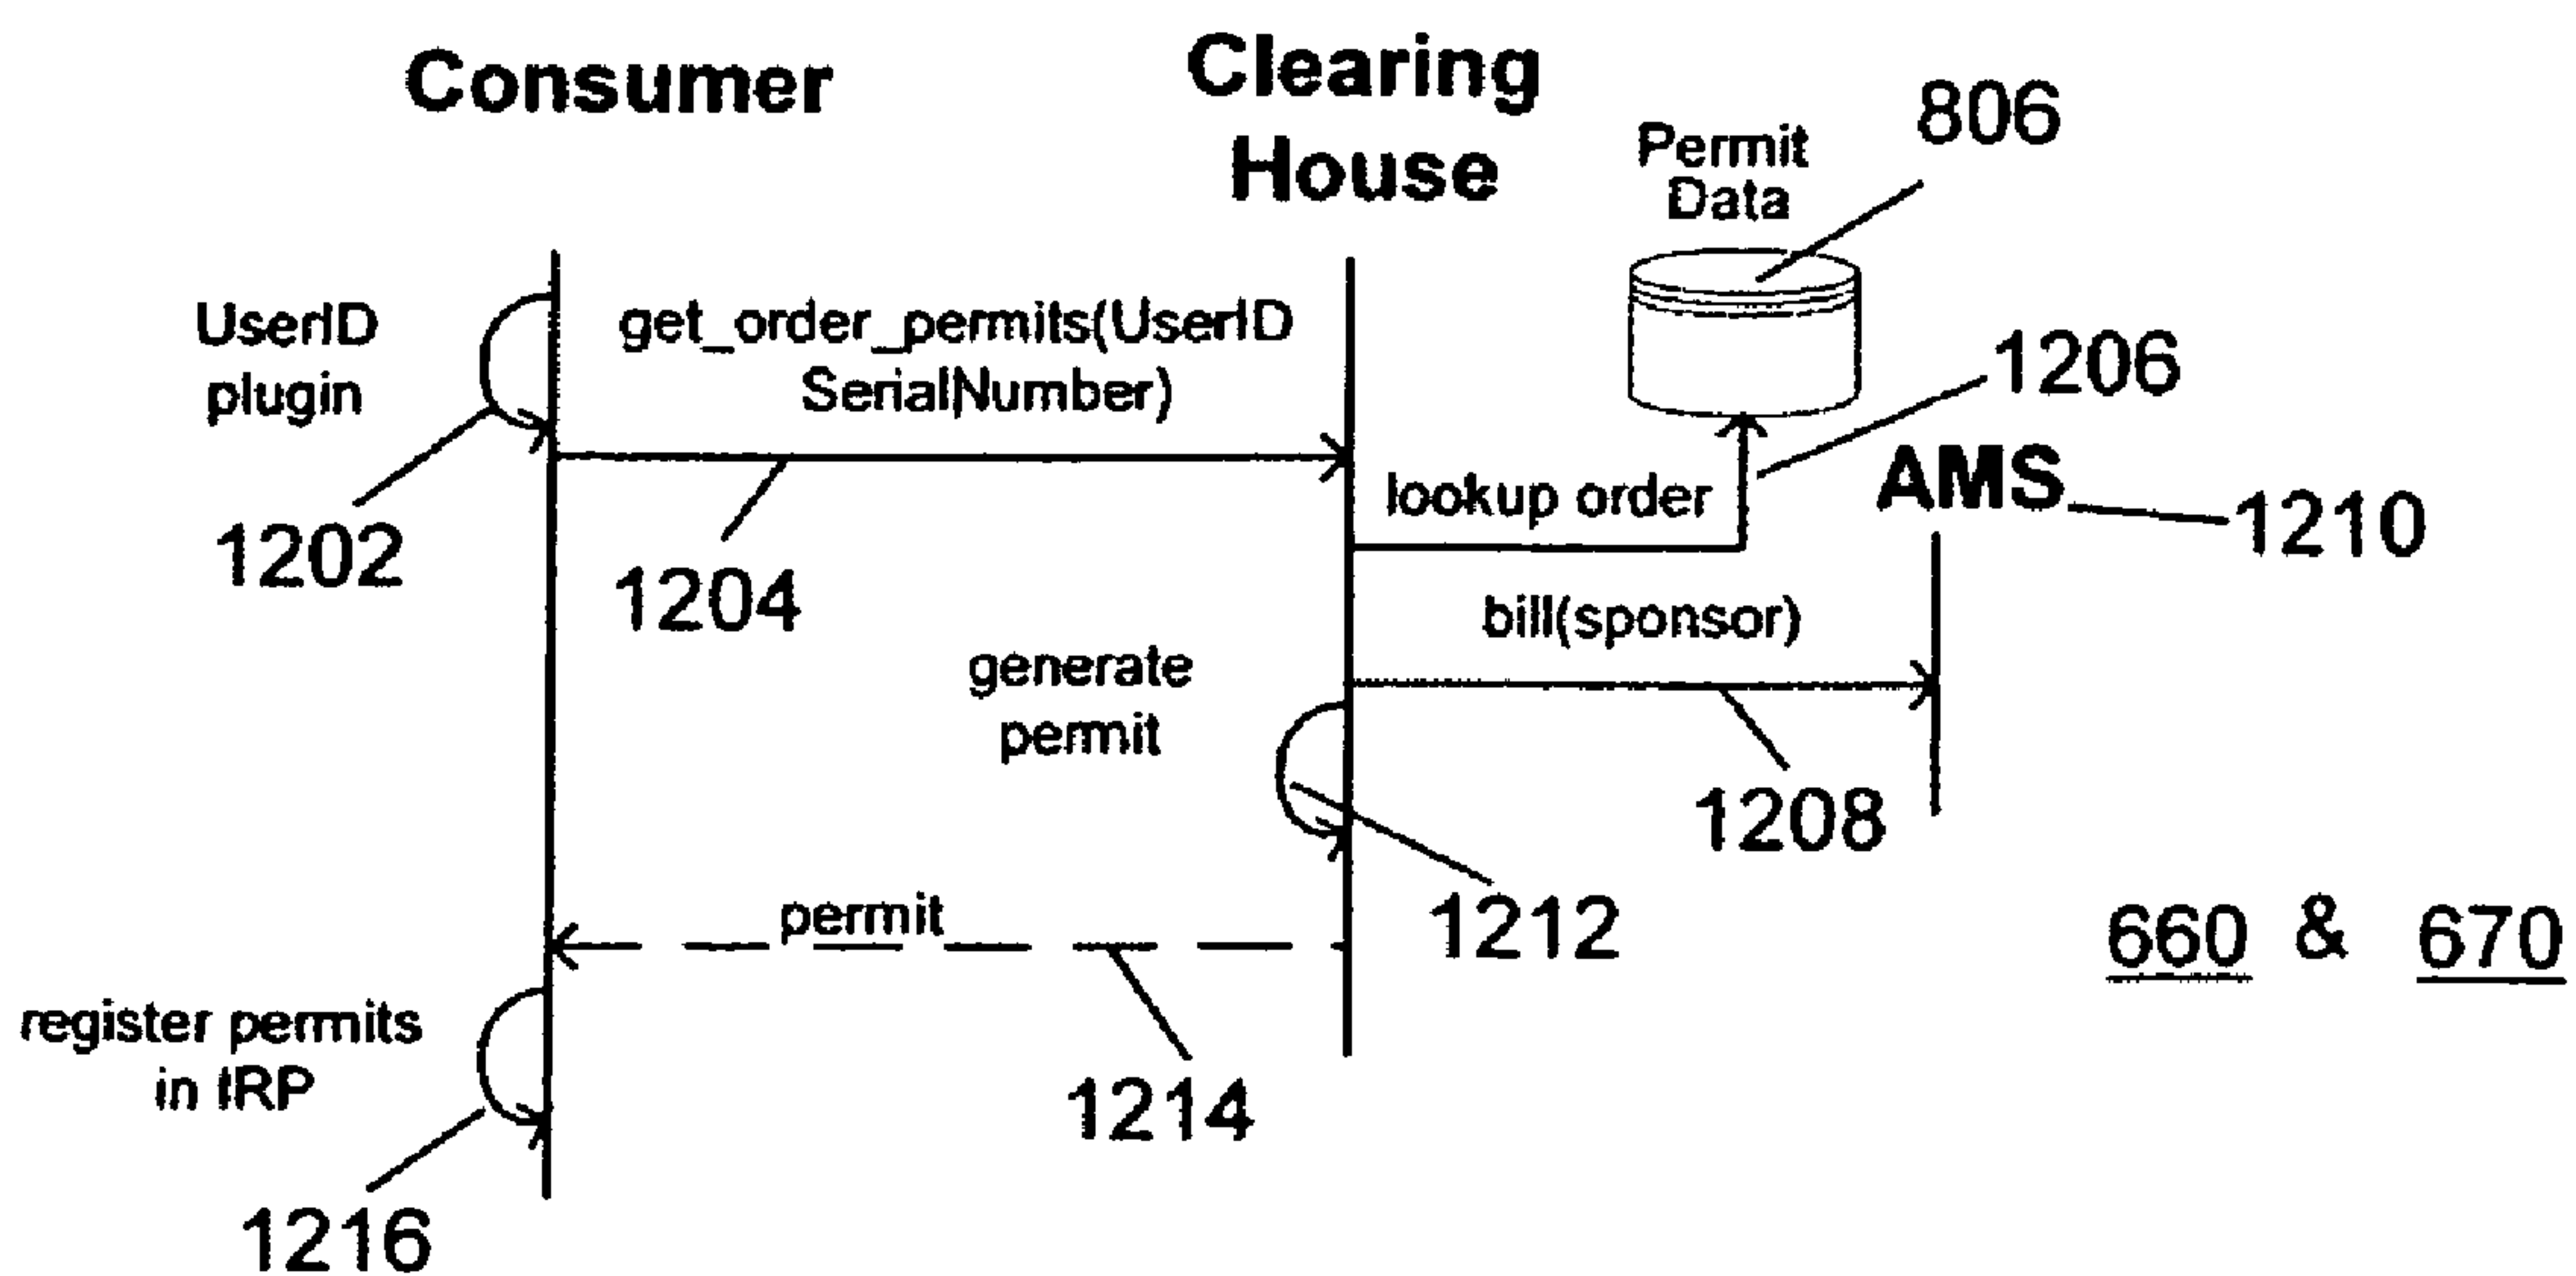 Consumer
Clearing
House
806
Permit
Data
UserID
plugin
get_order_permits(UserID
SerialNumber)
1206
AMS
1210
lookup order
1202
1204
bill(sponsor)
generate
permit
1208
1212
permit
660 & 670
register permits
in IRP
1214
1216